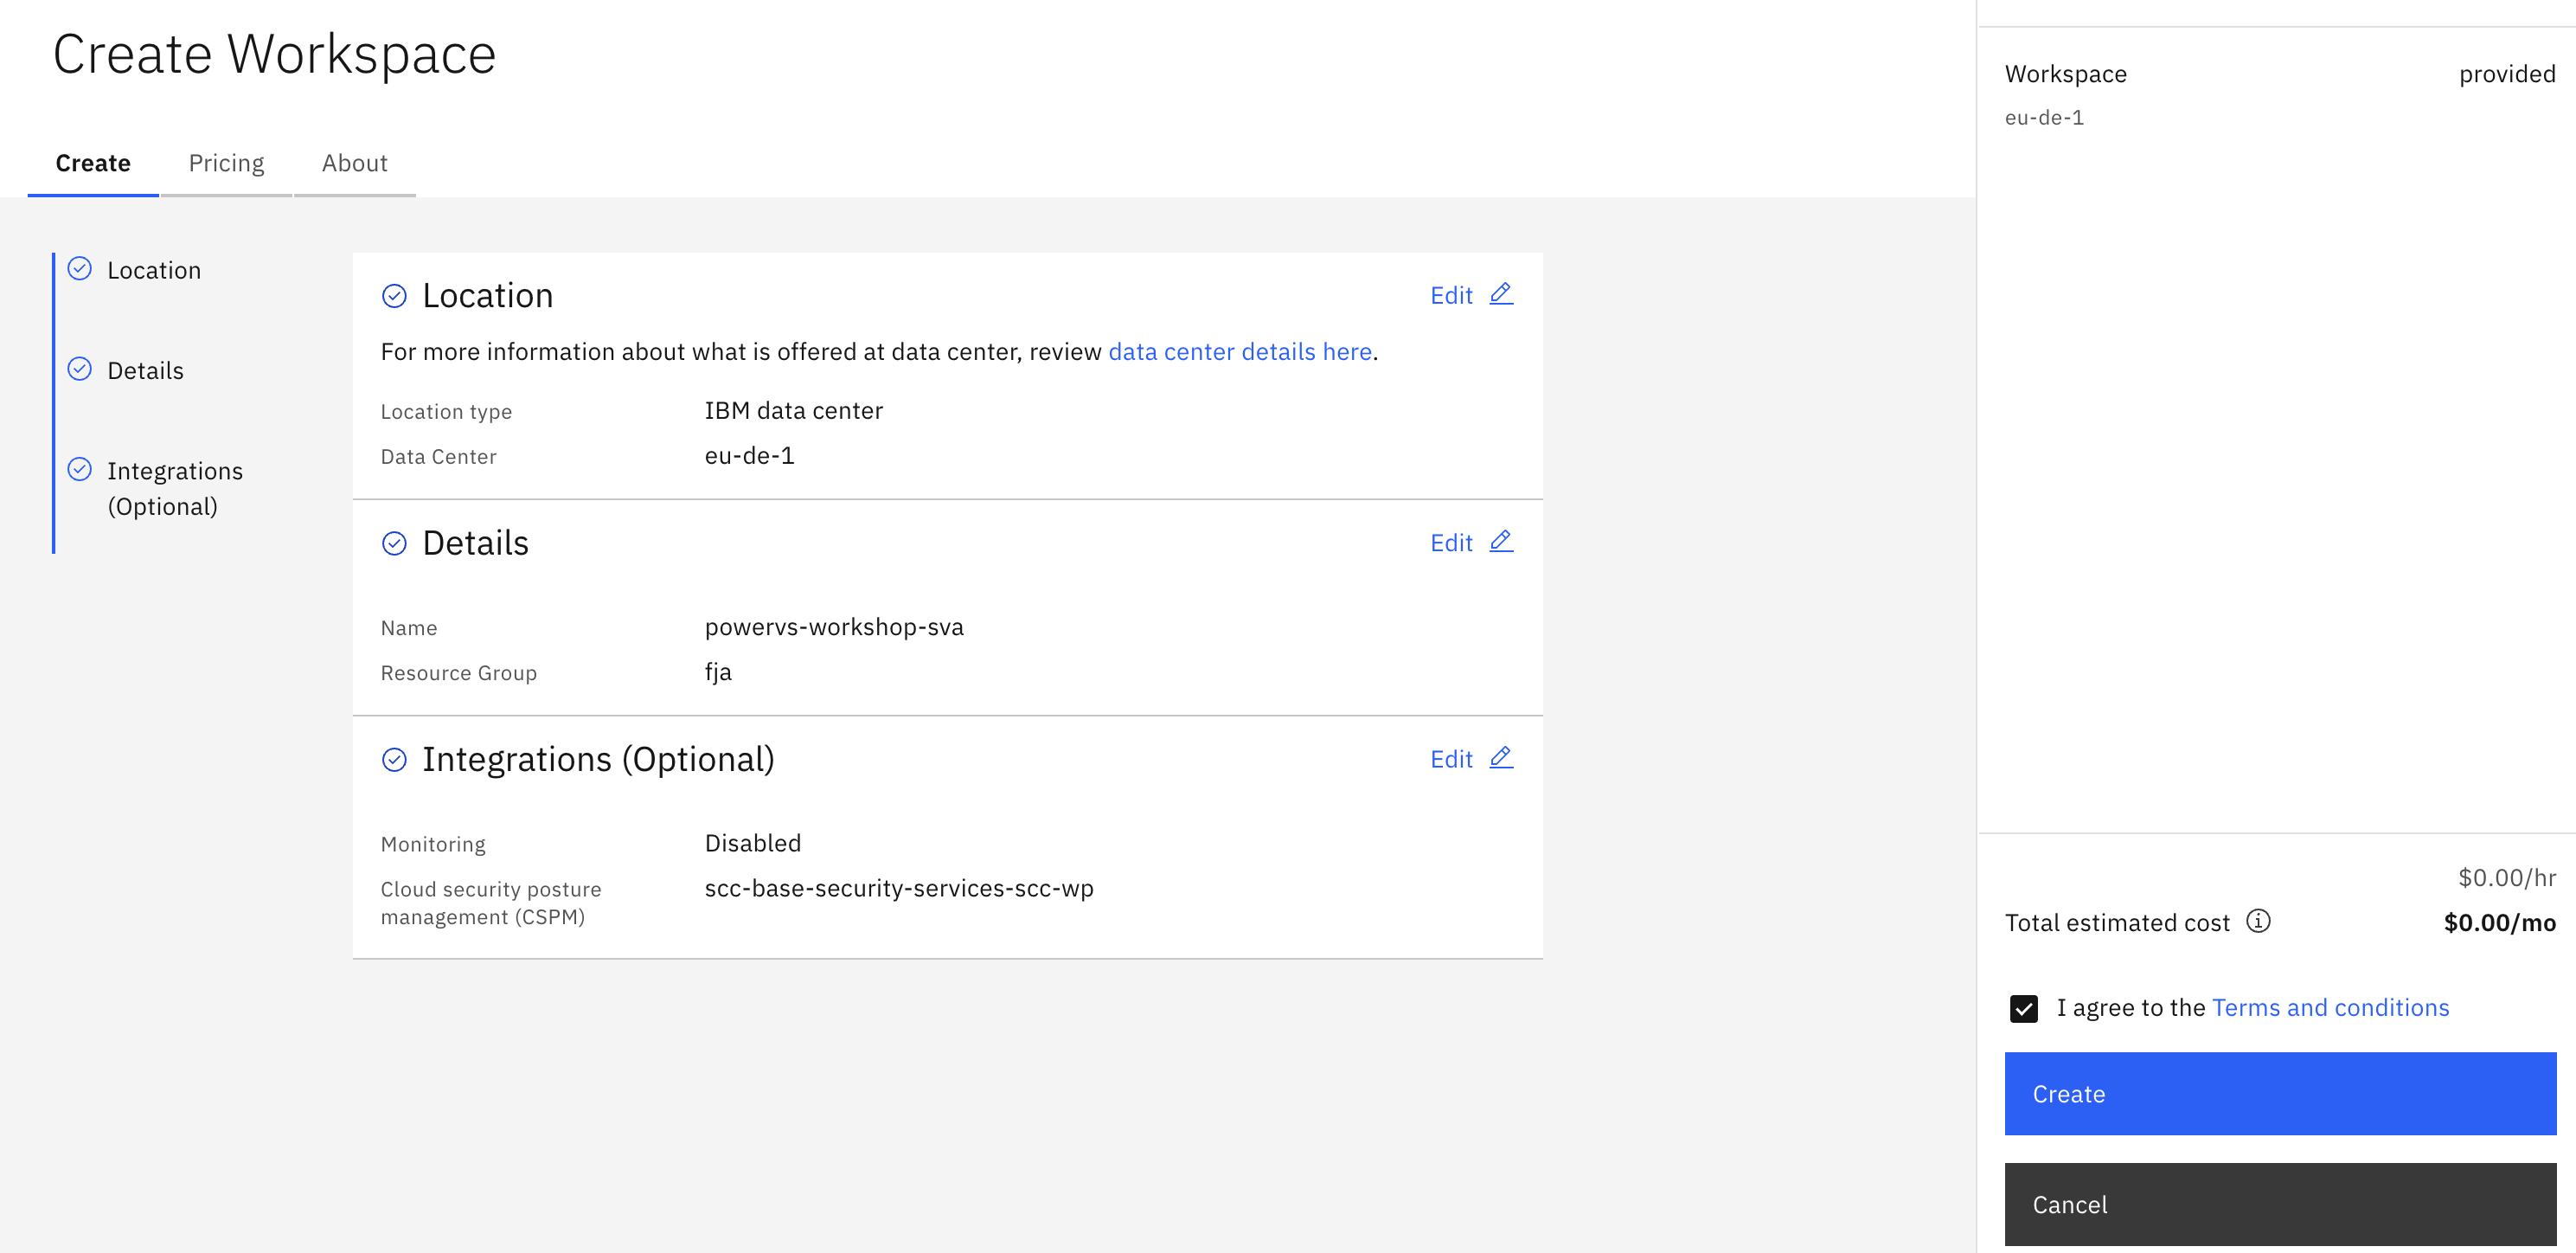 Create Workspace
Create Pricing About
Location
Details
Integrations
(Optional)
Location
Edit
For more information about what is offered at data center, review data center details here.
Location type IBM data center
Data Center eu-de-1
Details
Edit
Name powervs-workshop-sva
Resource Group fja
Integrations (Optional)
Edit
Monitoring Disabled
Cloud security posture scc-base-security-services-scc-wp
management (CSPM)
Workspace provided
eu-de-1
$0.00/hr
Total estimated cost $0.00/mo
I agree to the Terms and conditions
Create
Cancel